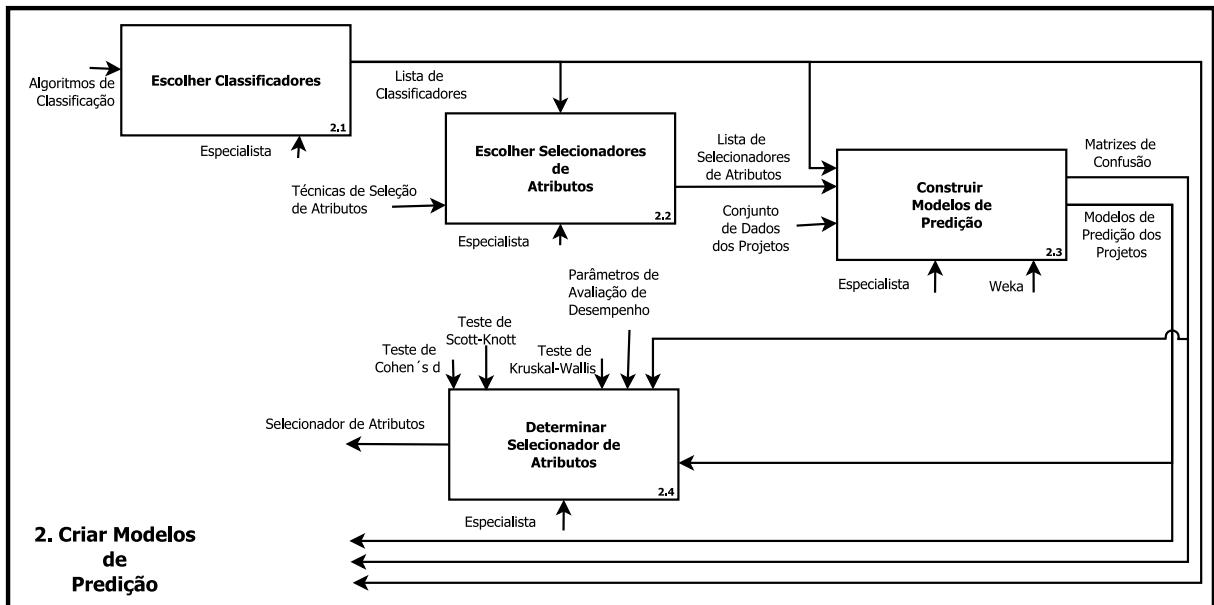 Escolher Classificadores
2.1
Algoritmos de
Classificação
Especialista
Lista de
Classificadores
Escolher Selecionadores
de
Atributos
2.2
Técnicas de Seleção
de Atributos
Especialista
Lista de
Selecionadores
de Atributos
Construir
Modelos de
Predição
2.3
Conjunto
de Dados
dos Projetos
Especialista
Weka
Matrizes de
Confusão
Modelos de
Predição dos
Projetos
Parâmetros de
Avaliação de
Desempenho
Teste de
Scott-Knott
Teste de
Cohen´s d
Teste de
Kruskal-Wallis
Determinar
Selecionador de
Atributos
2.4
Selecionador de Atributos
Especialista
2. Criar Modelos
de
Predição